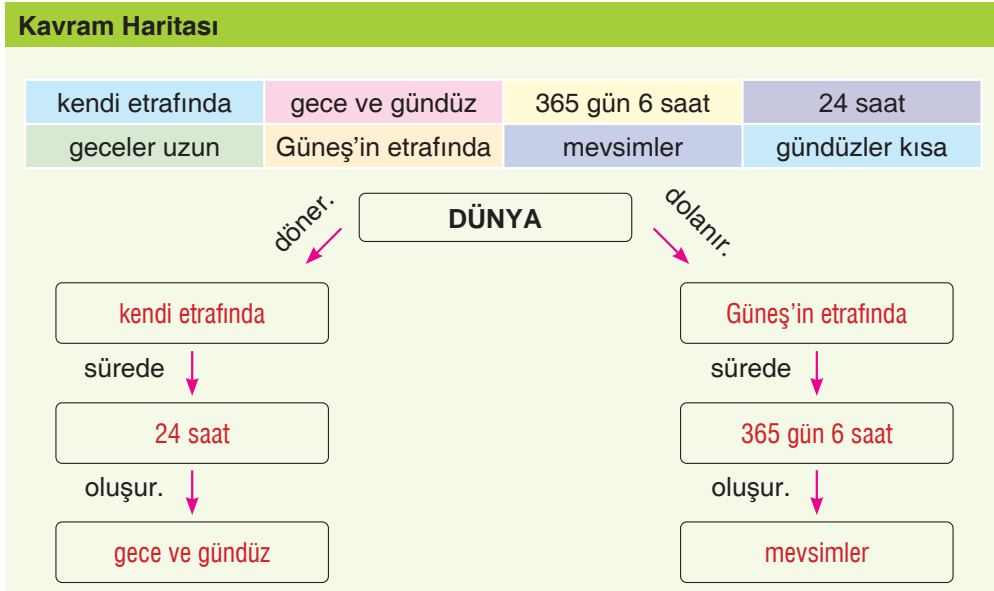 Kavram Haritası
kendi etrafında gece ve gündüz 365 gün 6 saat 24 saat
geceler uzun Güneş’in etrafında mevsimler gündüzler kısa
döner. DÜNYA dolanır.
kendi etrafında Güneş’in etrafında
sürede sürede
24 saat 365 gün 6 saat
oluşur. oluşur.
gece ve gündüz mevsimler